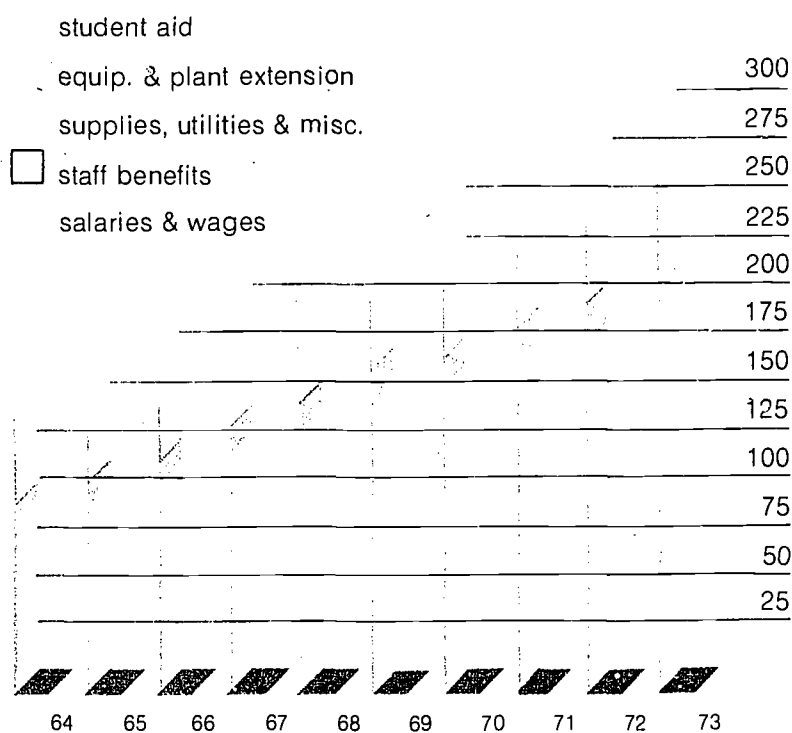 student aid
equip. & plant extension
supplies, utilities & misc.
staff benefits
salaries & wages
300
275
250
225
200
175
150
125
100
75
50
25
64 65 66 67 68 69 70 71 72 73